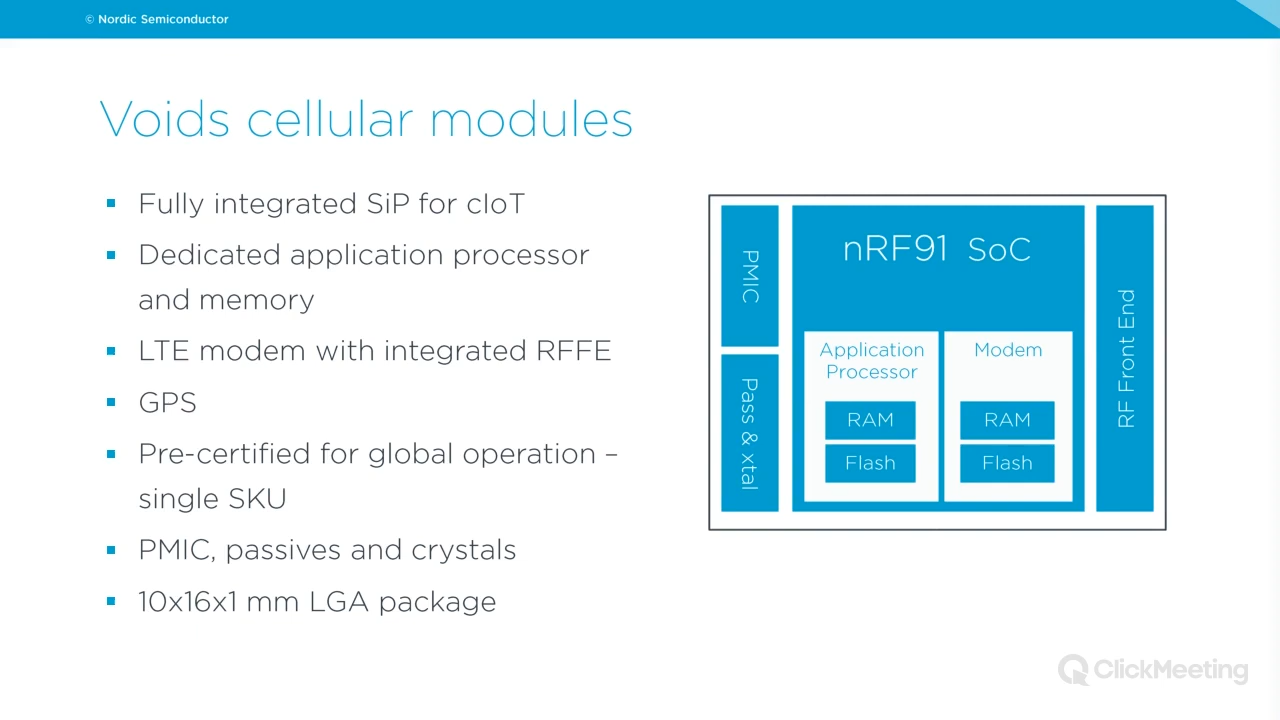 © Nordic Semiconductor
Voids cellular modules
▪ Fully integrated SiP for cIoT
▪ Dedicated application processor
and memory
▪ LTE modem with integrated RFFE
▪ GPS
▪ Pre-certified for global operation –
single SKU
▪ PMIC, passives and crystals
▪ 10x16x1 mm LGA package
PMIC
Pass & xtal
nRF91 SoC
Application
Processor
RAM
Flash
Modem
RAM
Flash
RF Front End
ClickMeeting